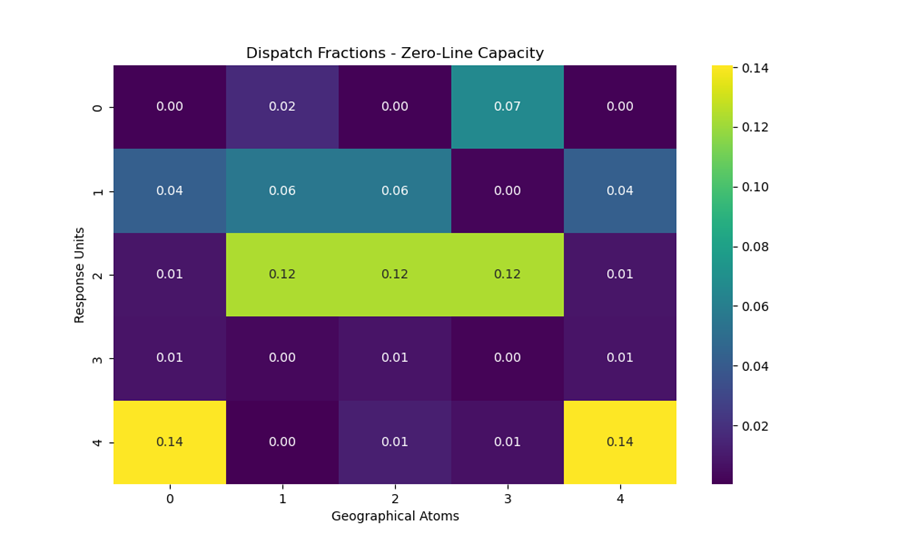 Dispatch Fractions - Zero-Line Capacity
0.14
0 0.00 0.02 0.00 0.07 0.00
0.12
1 0.04 0.06 0.06 0.00 0.04
0.10
0.08
Response Units
2 0.01 0.12 0.12 0.12 0.01
0.06
3 0.01 0.00 0.01 0.00 0.01
0.04
4 0.14 0.00 0.01 0.01 0.14
0.02
0 1 2 3 4
Geographical Atoms